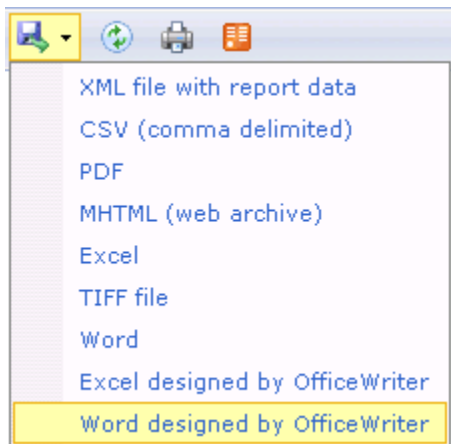 XML file with report data
CSV (comma delimited)
PDF
MHTML (web archive)
Excel
TIFF file
Word
Excel designed by OfficeWriter
Word designed by OfficeWriter